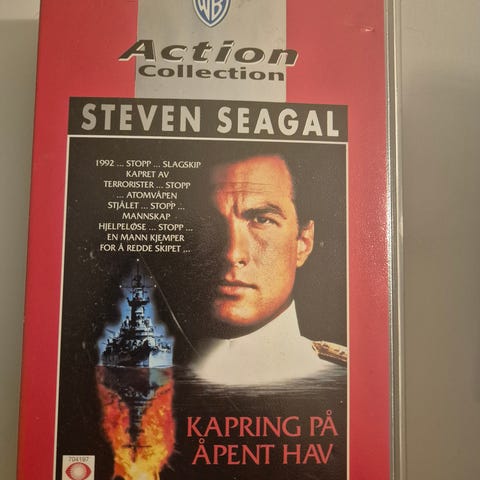 WB
Action
Collection
STEVEN SEAGAL
1992 ... STOPP ... SLAGSKIP
KAPRET AV
TERRORISTER ... STOPP
... ATOMVÅPEN
STJÅLET ... STOPP ...
MANNSKAP
HJELPELØSE ... STOPP ...
EN MANN KJEMPER
FOR Å REDDE SKIPET ...
KAPRING PÅ
ÅPENT HAV
704197